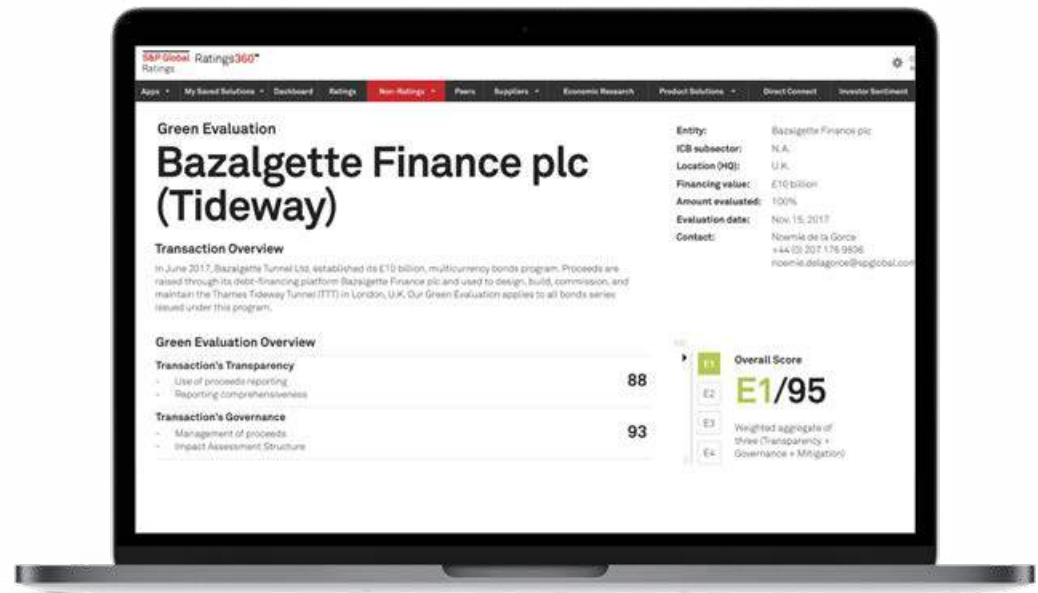 S&P Global Ratings360™
Ratings
Apps My Saved Solutions Dashboard Ratings Non-Ratings Peers Suppliers Economic Research Product Solutions Direct Connect Investor Sentiment
Green Evaluation
Bazalgette Finance plc
(Tideway)
Transaction Overview
In June 2017, Bazalgette Tunnel Ltd. established its £10 billion, multicurrency bonds program. Proceeds are
raised through its debt-financing platform Bazalgette Finance plc and used to design, build, commission, and
maintain the Thames Tideway Tunnel (TTT) in London, U.K. Our Green Evaluation applies to all bonds series
issued under this program.
Entity: Bazalgette Finance plc
ICB subsector: N.A.
Location (HQ): U.K.
Financing value: £10 billion
Amount evaluated: 100%
Evaluation date: Nov. 15, 2017
Contact: Noemie de la Gorce
+44 (0) 207 176 9836
noemie.delagorce@spglobal.com
Green Evaluation Overview
Transaction's Transparency
- Use of proceeds reporting
- Reporting comprehensiveness
88
Transaction's Governance
- Management of proceeds
- Impact Assessment Structure
93
E1
E2
E3
E4
Overall Score
E1/95
Weighted aggregate of
three (Transparency +
Governance + Mitigation)